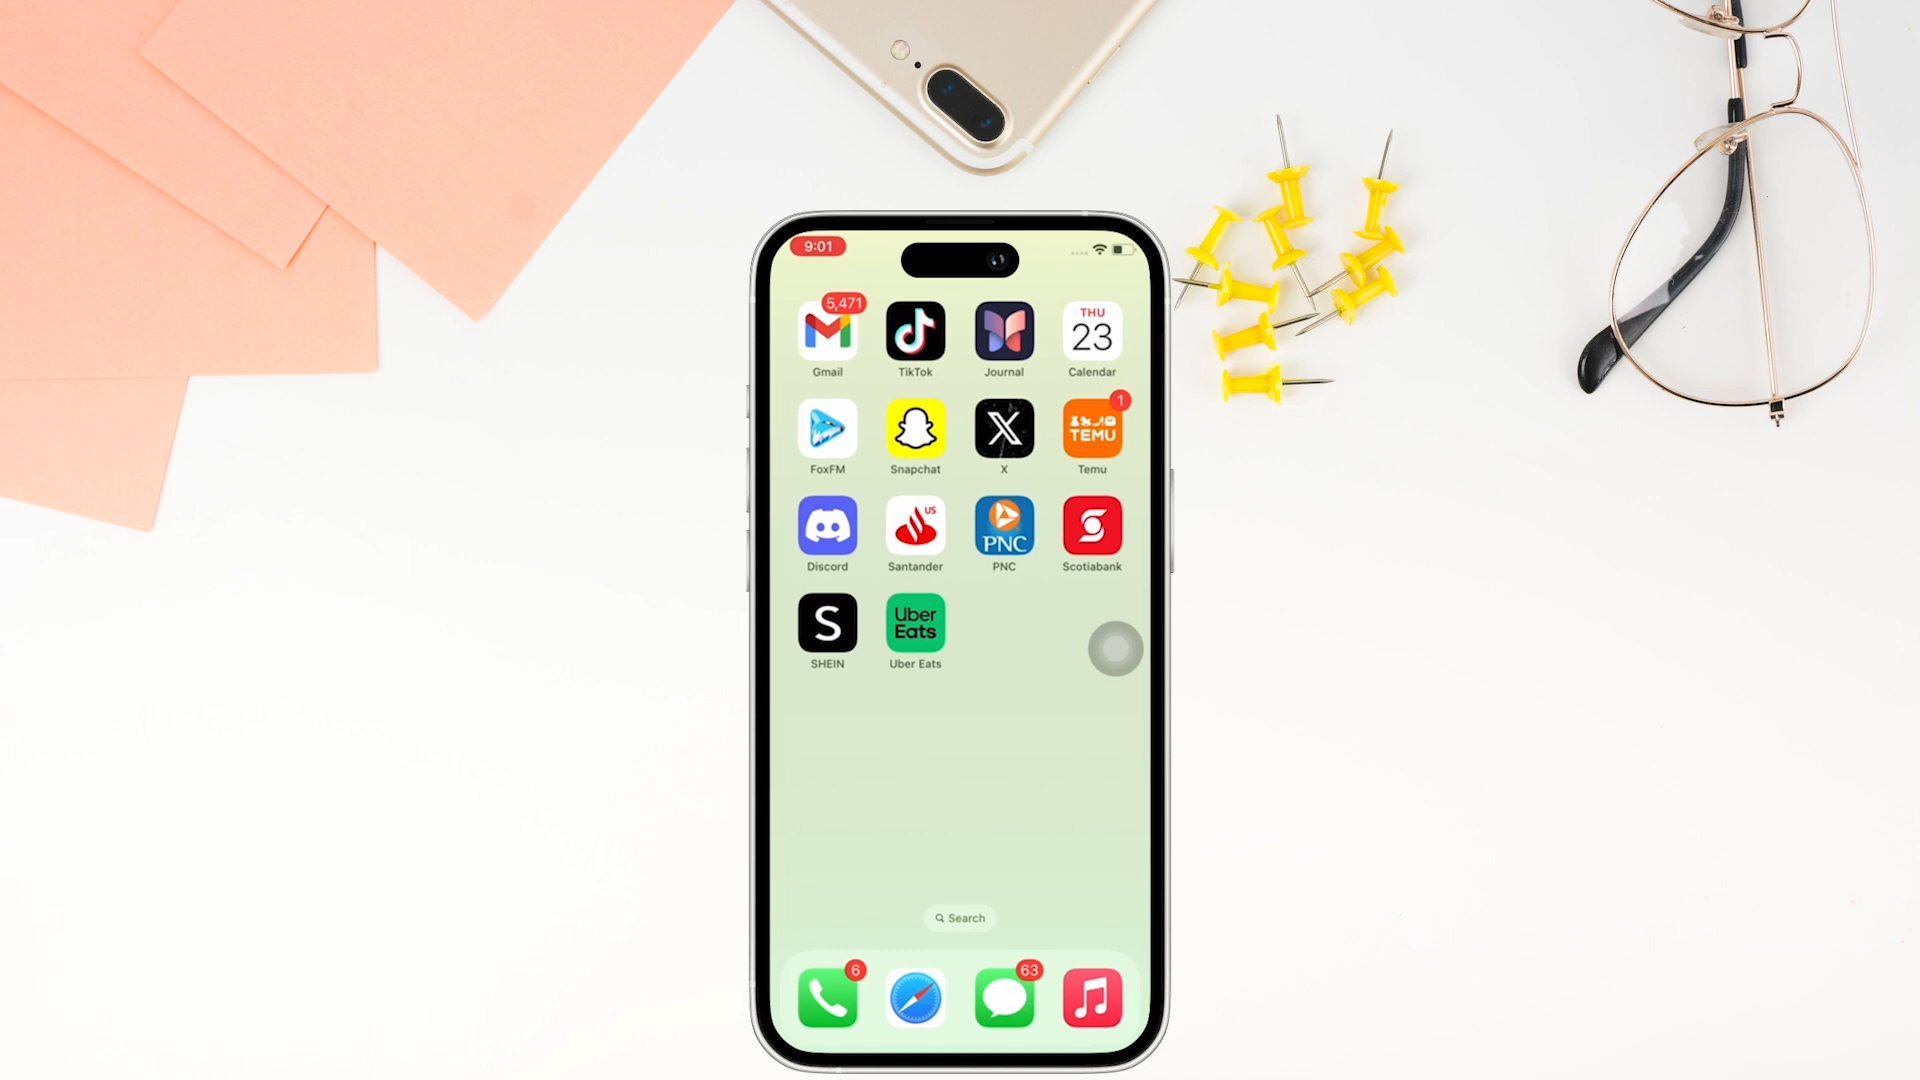 9:01
5,471
THU
23
Gmail TikTok Journal Calendar
1
TEMU
FoxFM Snapchat X Temu
US
PNC
Discord Santander PNC Scotiabank
S
Uber
Eats
SHEIN Uber Eats
Search
6 63